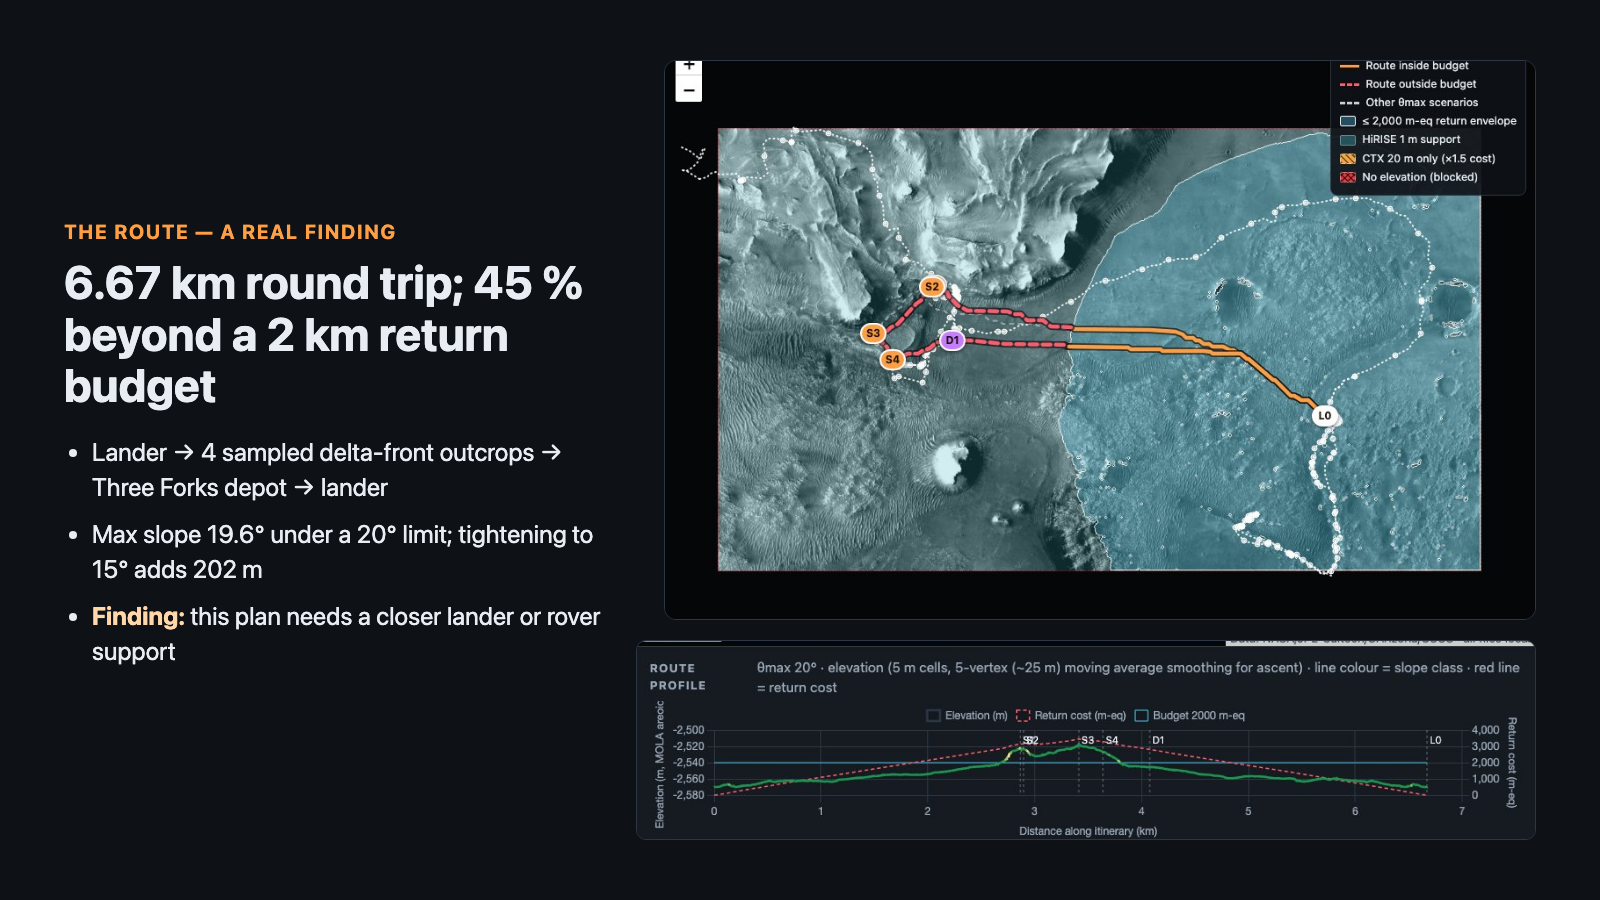 THE ROUTE — A REAL FINDING
6.67 km round trip; 45 %
beyond a 2 km return
budget
• Lander → 4 sampled delta-front outcrops →
Three Forks depot → lander
• Max slope 19.6° under a 20° limit; tightening to
15° adds 202 m
• Finding: this plan needs a closer lander or rover
support
+
−
Route inside budget
Route outside budget
Other θmax scenarios
≤ 2,000 m-eq return envelope
HiRISE 1 m support
CTX 20 m only (×1.5 cost)
No elevation (blocked)
S2
S3
D1
S4
L0
ROUTE
PROFILE
θmax 20° · elevation (5 m cells, 5-vertex (~25 m) moving average smoothing for ascent) · line colour = slope class · red line
= return cost
Elevation (m)
Return cost (m-eq)
Budget 2000 m-eq
Elevation (m, MOLA areoic
-2,500
-2,520
-2,540
-2,560
-2,580
S2
S3
S4
D1
L0
4,000
3,000
2,000
1,000
0
Return cost (m-eq)
0 1 2 3 4 5 6 7
Distance along itinerary (km)